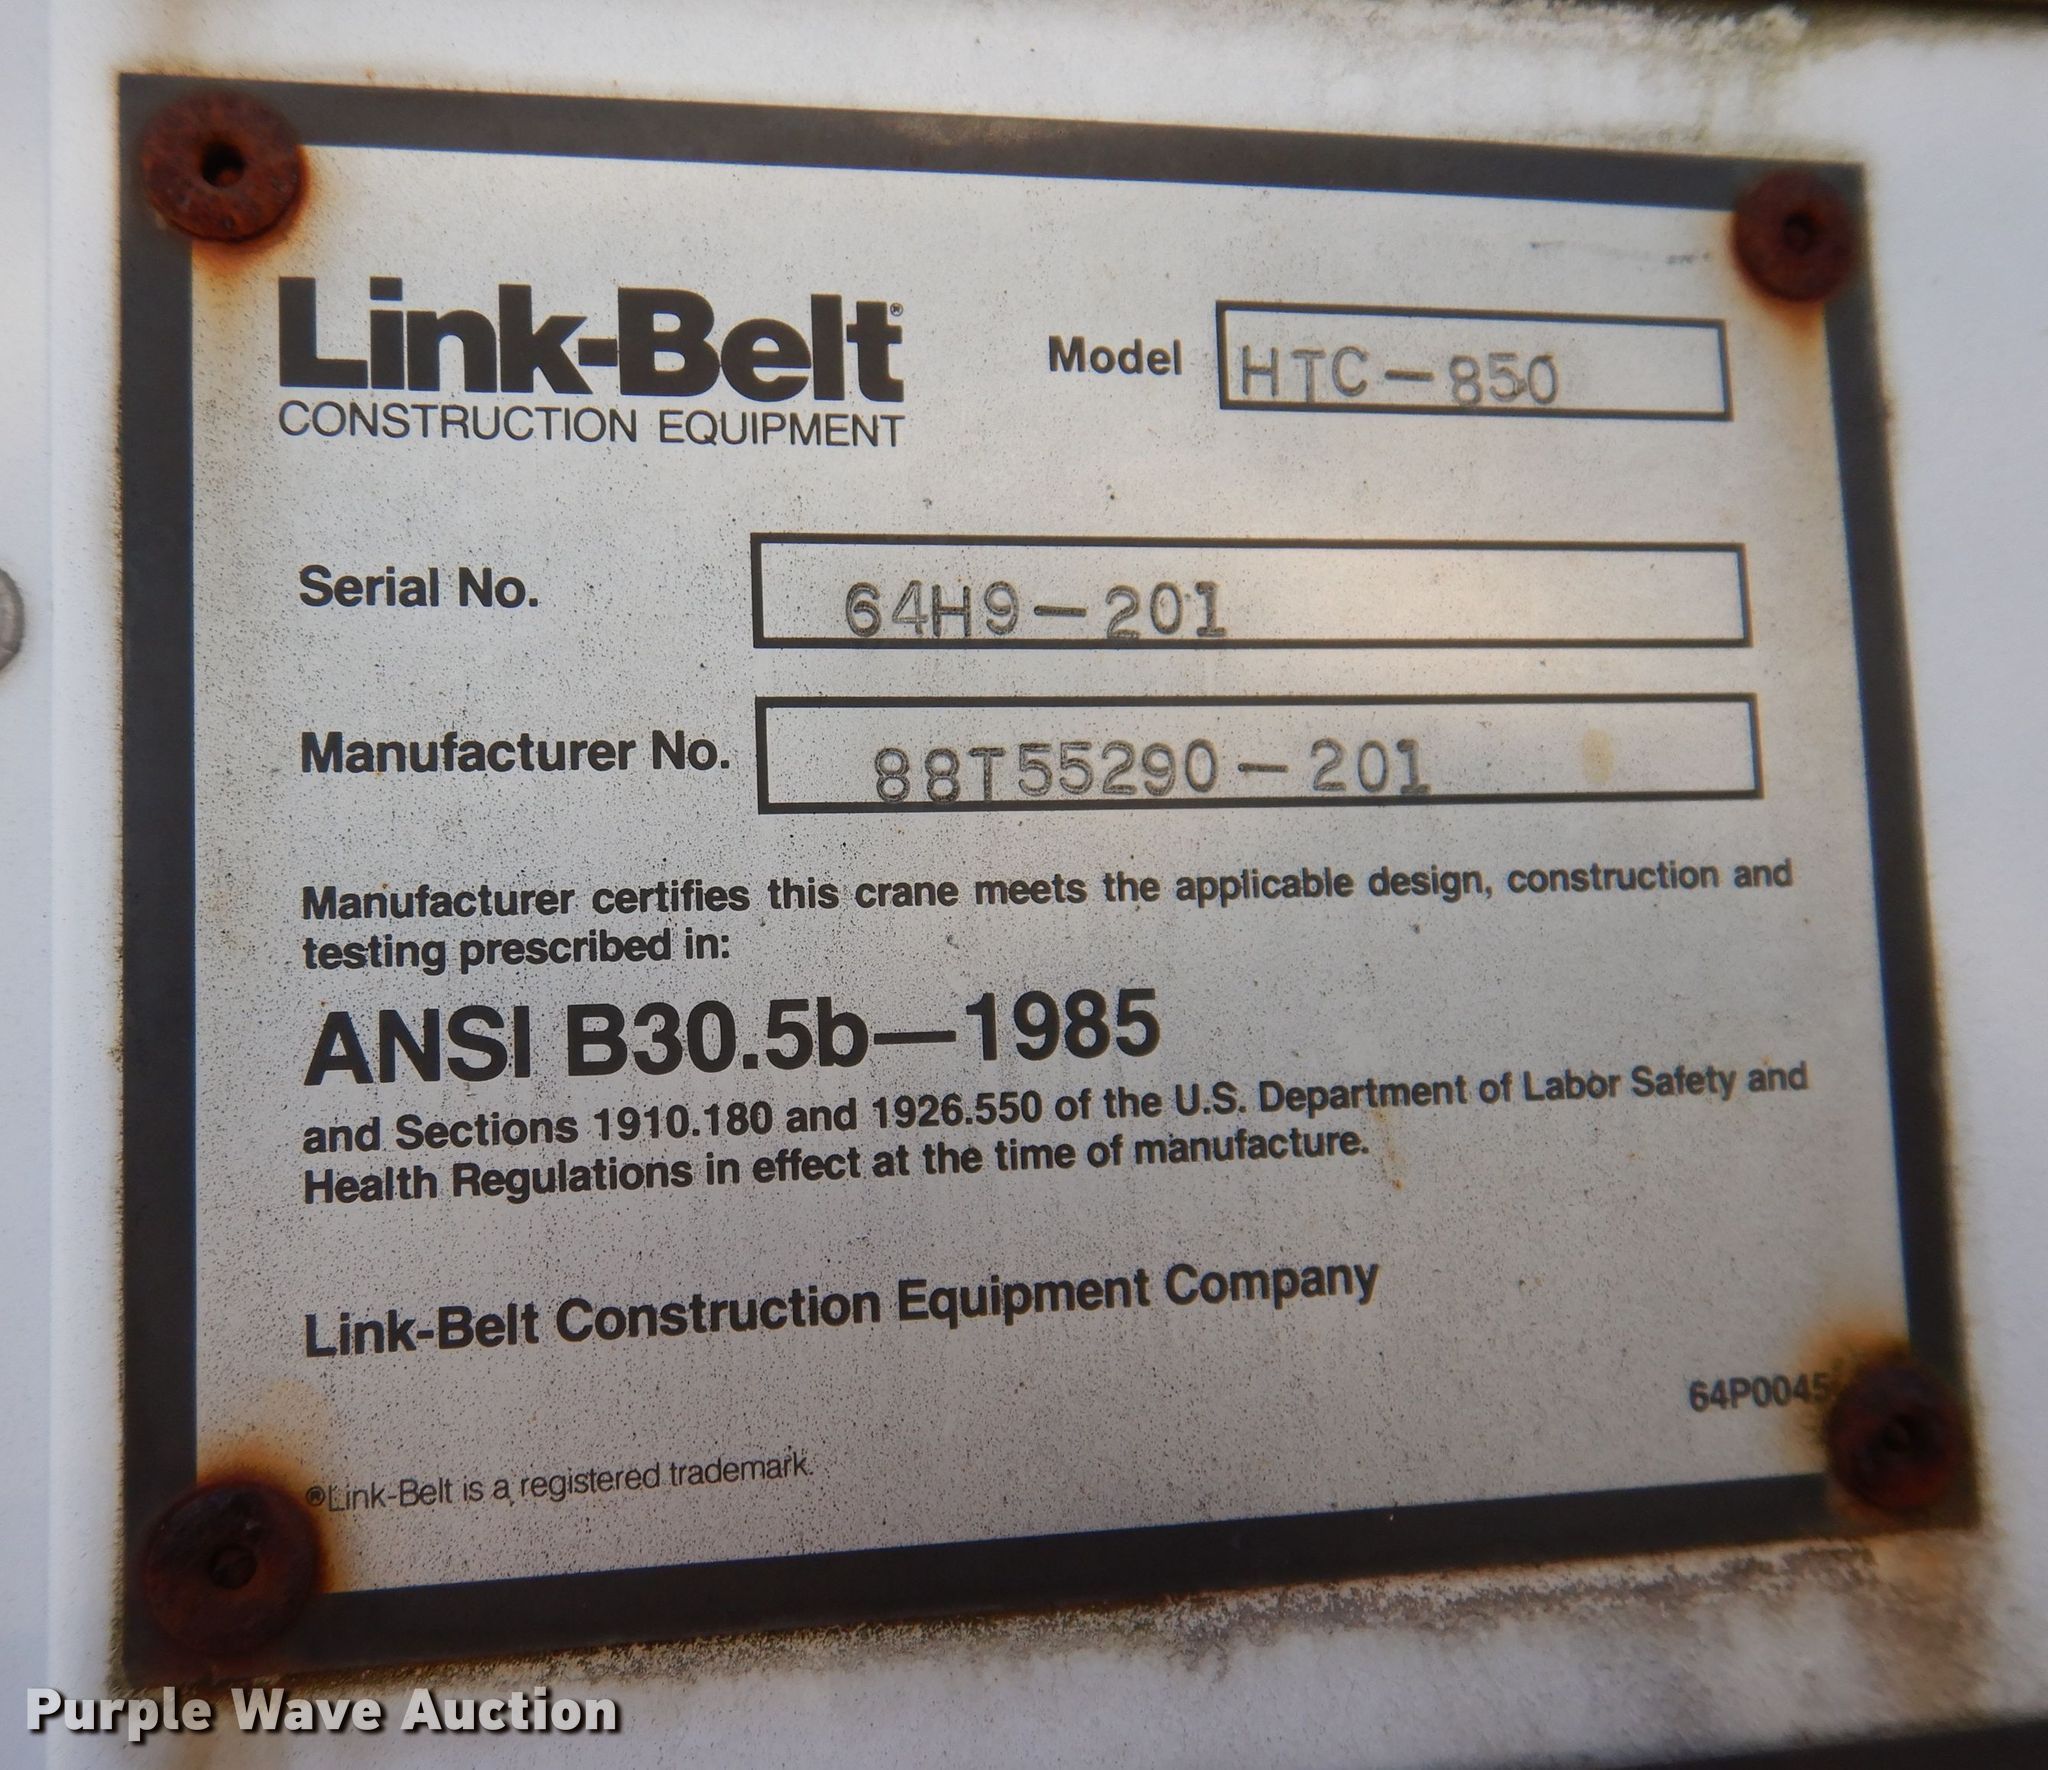 Link-Belt®
CONSTRUCTION EQUIPMENT
Model HTC-850
Serial No. 64H9-201
Manufacturer No. 88T55290-201
Manufacturer certifies this crane meets the applicable design, construction and
testing prescribed in:
ANSI B30.5b—1985
and Sections 1910.180 and 1926.550 of the U.S. Department of Labor Safety and
Health Regulations in effect at the time of manufacture.
Link-Belt Construction Equipment Company
64P0045
®Link-Belt is a registered trademark.
Purple Wave Auction